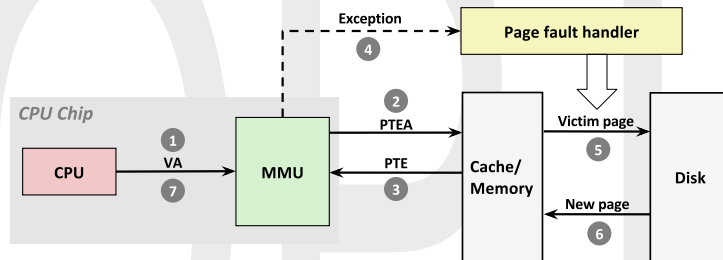 Exception
4
Page fault handler
CPU Chip
1
VA
7
CPU
MMU
2
PTEA
PTE
3
Cache/
Memory
Victim page
5
New page
6
Disk